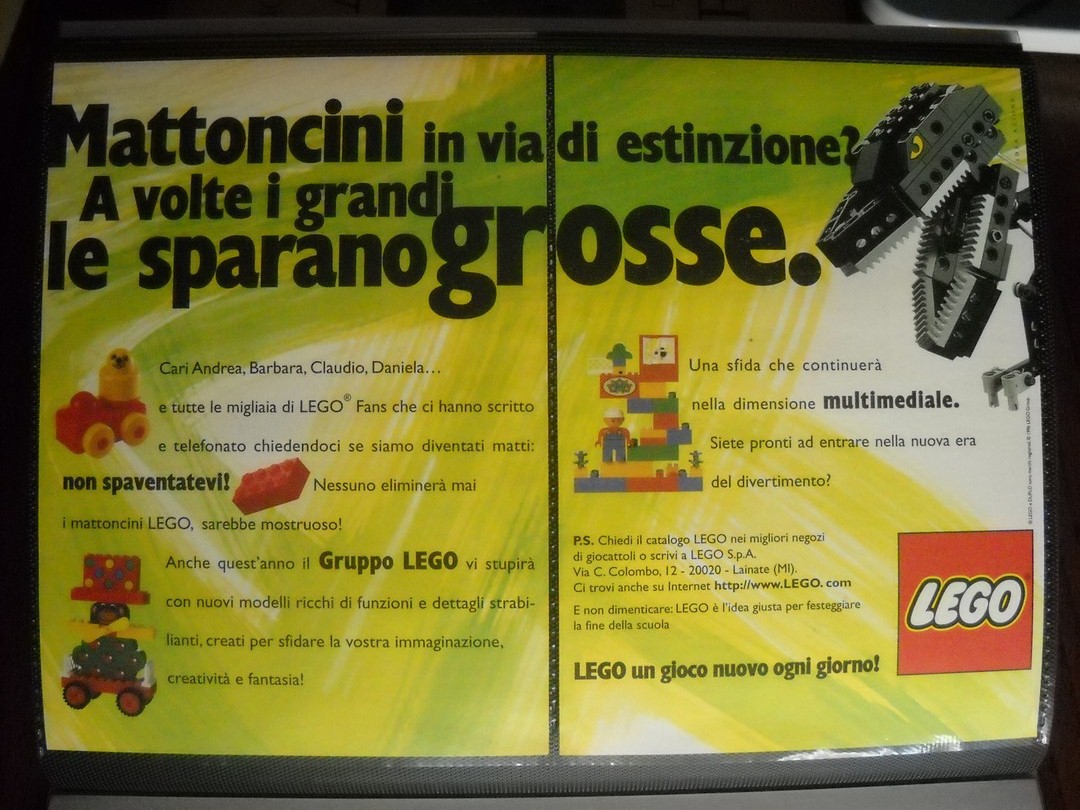 Mattoncini in via di estinzione?
A volte i grandi
le sparano grosse.
Cari Andrea, Barbara, Claudio, Daniela...
e tutte le migliaia di LEGO® Fans che ci hanno scritto
e telefonato chiedendoci se siamo diventati matti:
non spaventatevi! Nessuno eliminerà mai
i mattoncini LEGO, sarebbe mostruoso!
Anche quest'anno il Gruppo LEGO vi stupirà
con nuovi modelli ricchi di funzioni e dettagli strabi-
lianti, creati per sfidare la vostra immaginazione,
creatività e fantasia!
Una sfida che continuerà
nella dimensione multimediale.
Siete pronti ad entrare nella nuova era
del divertimento?
P.S. Chiedi il catalogo LEGO nei migliori negozi
di giocattoli o scrivi a LEGO S.p.A.
Via C. Colombo, 12 - 20020 - Lainate (MI).
Ci trovi anche su Internet http://www.LEGO.com
E non dimenticare: LEGO è l'idea giusta per festeggiare
la fine della scuola
LEGO un gioco nuovo ogni giorno!
LEGO